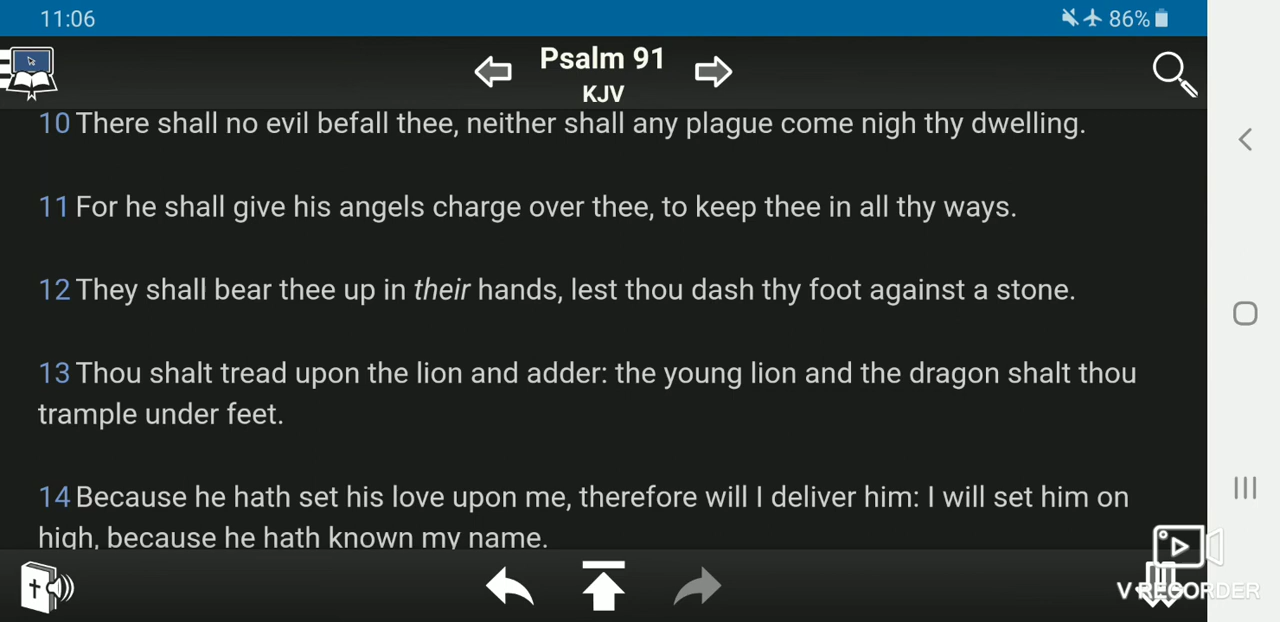 11:06
86%
Psalm 91
KJV
10 There shall no evil befall thee, neither shall any plague come nigh thy dwelling.
11 For he shall give his angels charge over thee, to keep thee in all thy ways.
12 They shall bear thee up in their hands, lest thou dash thy foot against a stone.
13 Thou shalt tread upon the lion and adder: the young lion and the dragon shalt thou
trample under feet.
14 Because he hath set his love upon me, therefore will I deliver him: I will set him on
high, because he hath known my name.
V RECORDER